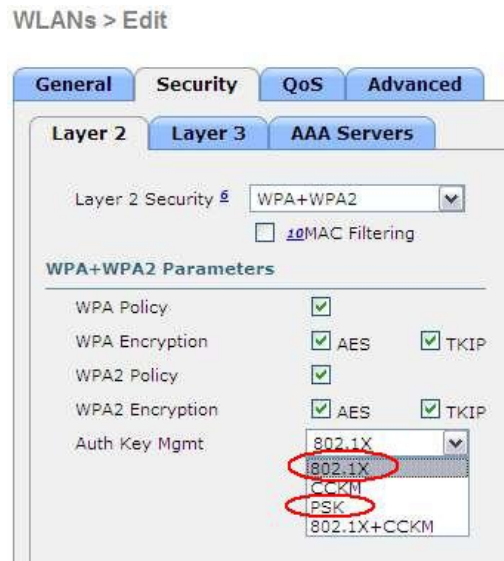 WLANs > Edit
General Security QoS Advanced
Layer 2 Layer 3 AAA Servers
Layer 2 Security 6 WPA+WPA2
10MAC Filtering
WPA+WPA2 Parameters
WPA Policy
WPA Encryption AES TKIP
WPA2 Policy
WPA2 Encryption AES TKIP
Auth Key Mgmt 802.1X
802.1X
CCKM
PSK
802.1X+CCKM